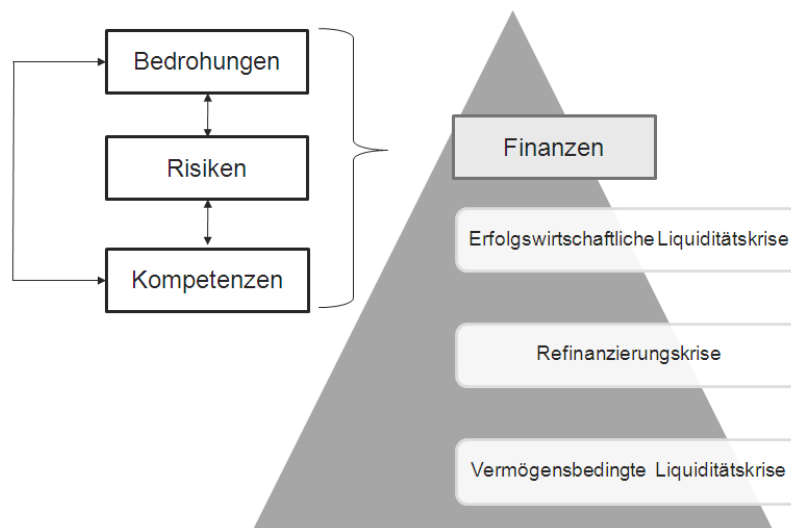 Bedrohungen
Risiken
Kompetenzen
Finanzen
Erfolgswirtschaftliche Liquiditätskrise
Refinanzierungskrise
Vermögensbedingte Liquiditätskrise